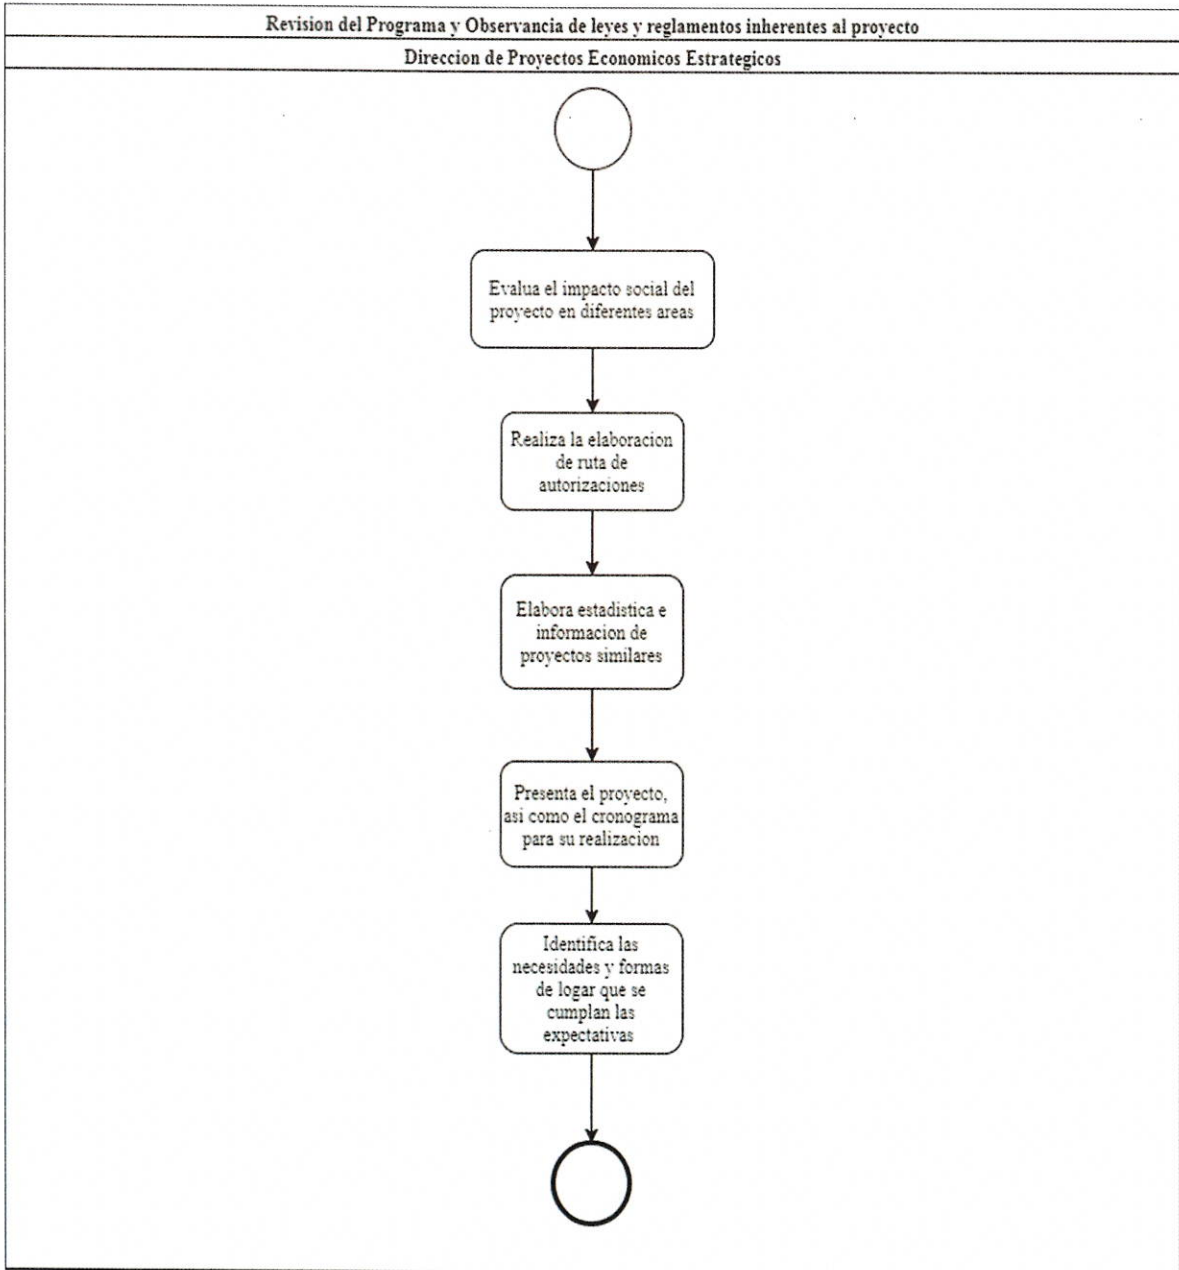 Revision del Programa y Observancia de leyes y reglamentos inherentes al proyecto
Direccion de Proyectos Economicos Estrategicos
Evalua el impacto social del
proyecto en diferentes areas
Realiza la elaboracion
de ruta de
autorizaciones
Elabora estadistica e
informacion de
proyectos similares
Presenta el proyecto,
asi como el cronograma
para su realizacion
Identifica las
necesidades y formas
de logar que se
cumplan las
expectativas